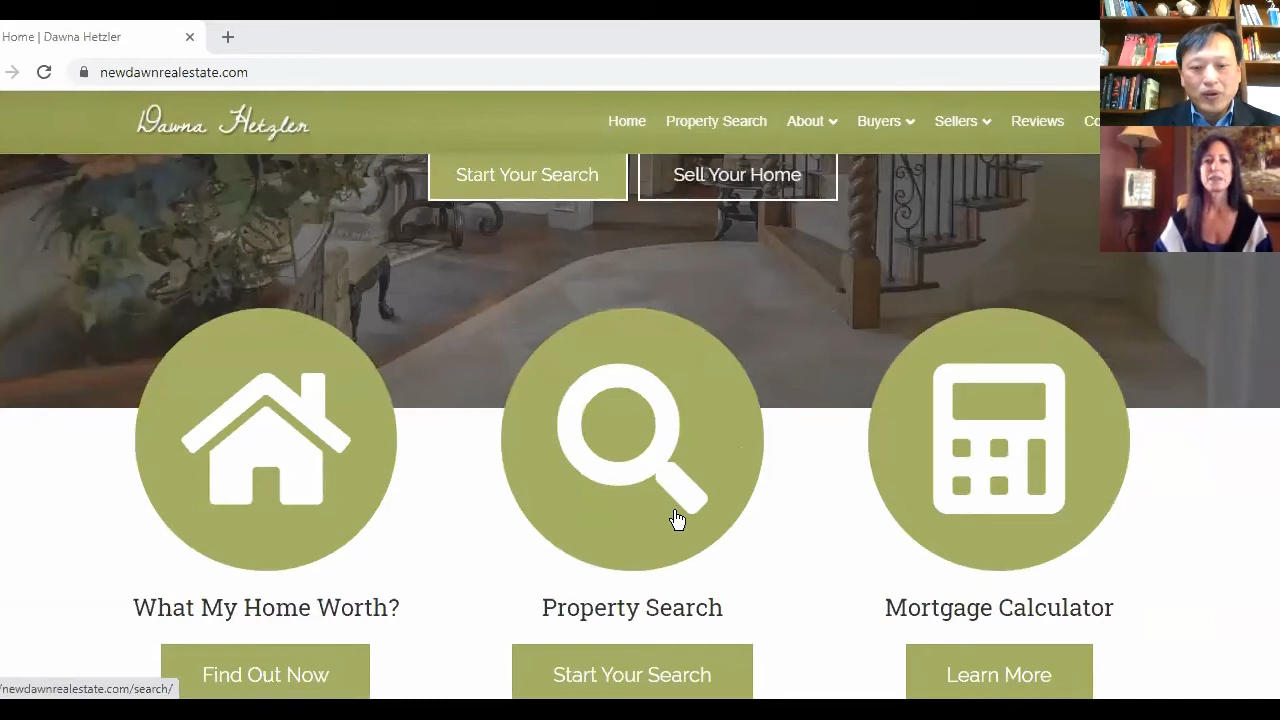 Home | Dawna Hetzler
newdawnrealestate.com
Dawna Hetzler
Home Property Search About Buyers Sellers Reviews Co
Start Your Search Sell Your Home
What My Home Worth? Property Search Mortgage Calculator
Find Out Now Start Your Search Learn More
/newdawnrealestate.com/search/